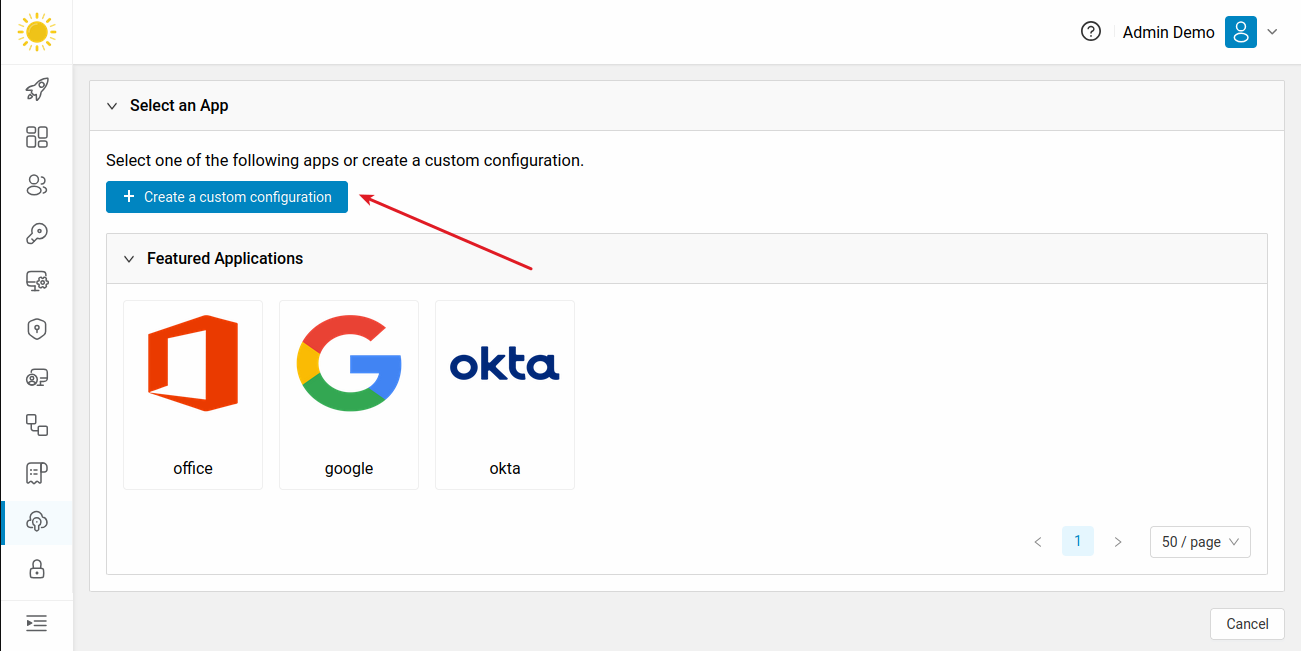 Admin Demo
Select an App
Select one of the following apps or create a custom configuration.
+ Create a custom configuration
Featured Applications
okta
office
google
okta
< 1 > 50 / page
Cancel